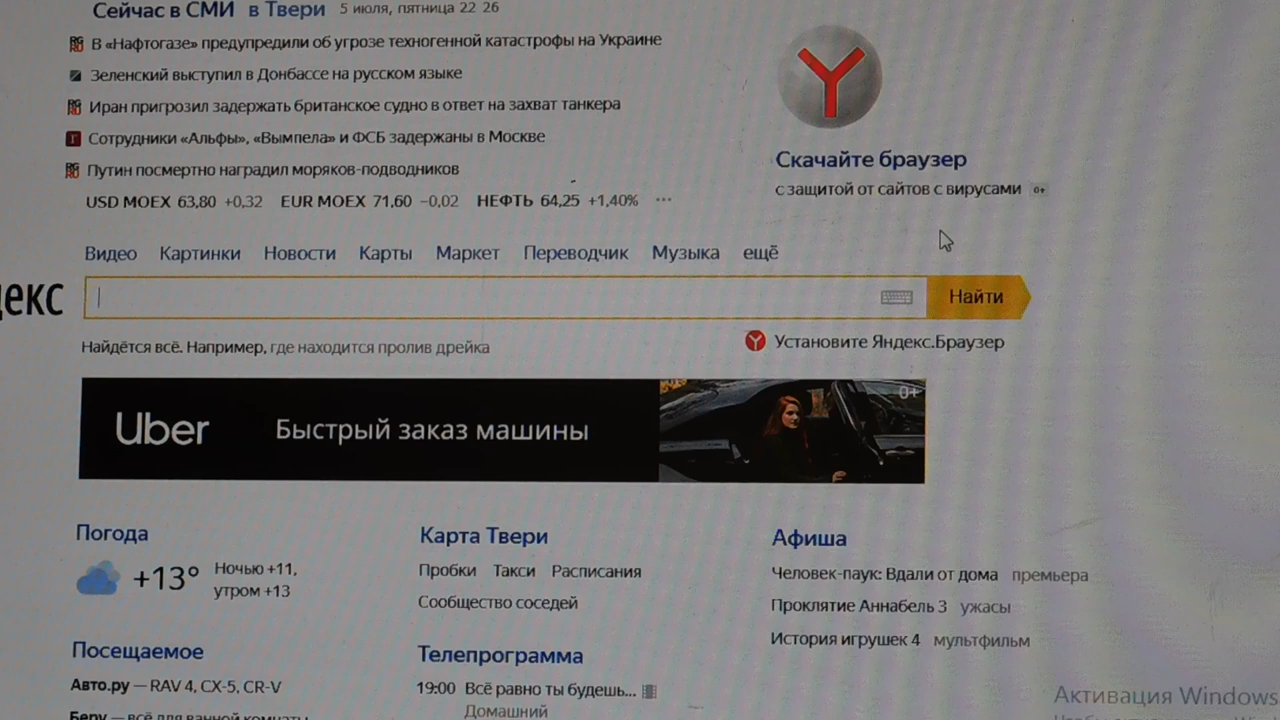 Сейчас в СМИ в Твери 5 июля, пятница 22 26
В «Нафтогазе» предупредили об угрозе техногенной катастрофы на Украине
Зеленский выступил в Донбассе на русском языке
Иран пригрозил задержать британское судно в ответ на захват танкера
Сотрудники «Альфы», «Вымпела» и ФСБ задержаны в Москве
Путин посмертно наградил моряков-подводников
USD MOEX 63,80 +0,32 EUR MOEX 71,60 −0,02 НЕФТЬ 64,25 +1,40% ···
Скачайте браузер
с защитой от сайтов с вирусами 0+
Видео Картинки Новости Карты Маркет Переводчик Музыка ещё
декс
Найти
Найдётся всё. Например, где находится пролив дрейка
Установите Яндекс.Браузер
Uber Быстрый заказ машины 0+
Погода
+13° Ночью +11,
утром +13
Карта Твери
Пробки Такси Расписания
Сообщество соседей
Афиша
Человек-паук: Вдали от дома премьера
Проклятие Аннабель 3 ужасы
История игрушек 4 мультфильм
Посещаемое
Авто.ру — RAV 4, CX-5, CR-V
Беру — всё для ванной комнаты
Телепрограмма
19:00 Всё равно ты будешь...
Домашний
Активация Windows